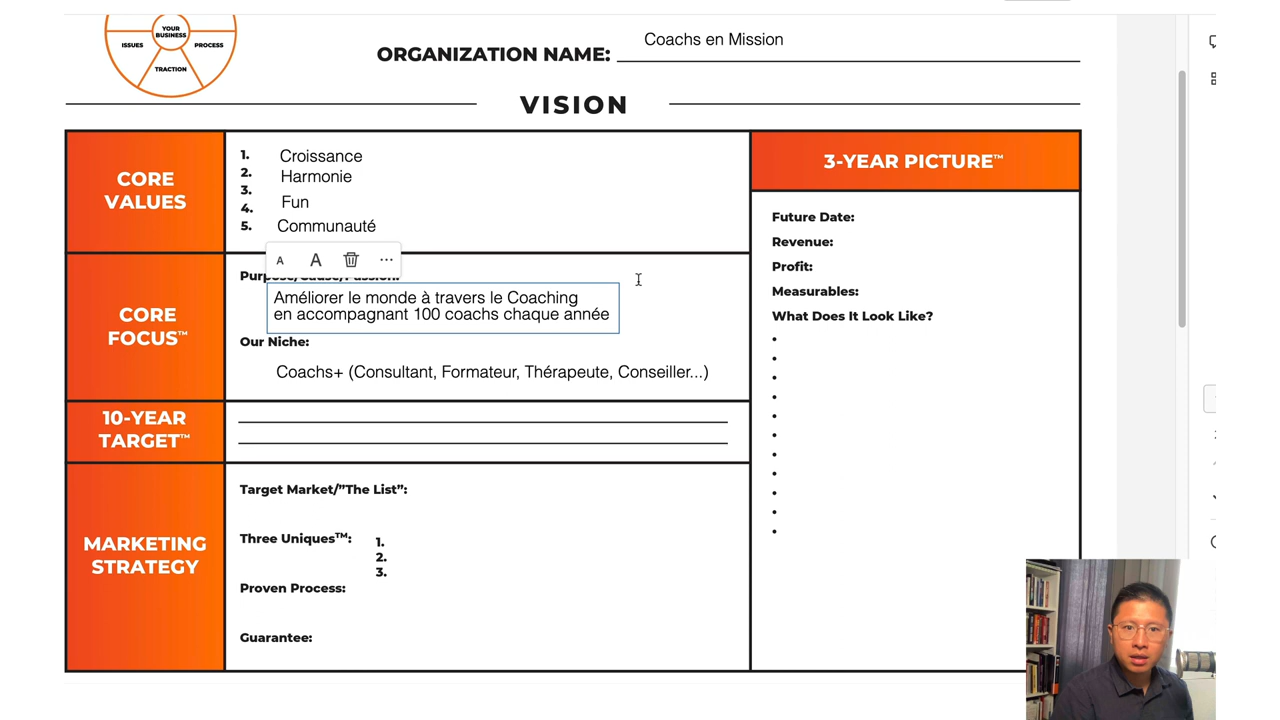 YOUR
BUSINESS
ISSUES
PROCESS
TRACTION
ORGANIZATION NAME: Coachs en Mission
VISION
CORE
VALUES
1. Croissance
2. Harmonie
3.
4. Fun
5. Communauté
A A ...
CORE
FOCUS™
Purpose/Cause/Passion:
Améliorer le monde à travers le Coaching
en accompagnant 100 coachs chaque année
Our Niche:
Coachs+ (Consultant, Formateur, Thérapeute, Conseiller...)
10-YEAR
TARGET™
MARKETING
STRATEGY
Target Market/”The List”:
Three Uniques™: 1.
2.
3.
Proven Process:
Guarantee:
3-YEAR PICTURE™
Future Date:
Revenue:
Profit:
Measurables:
What Does It Look Like?